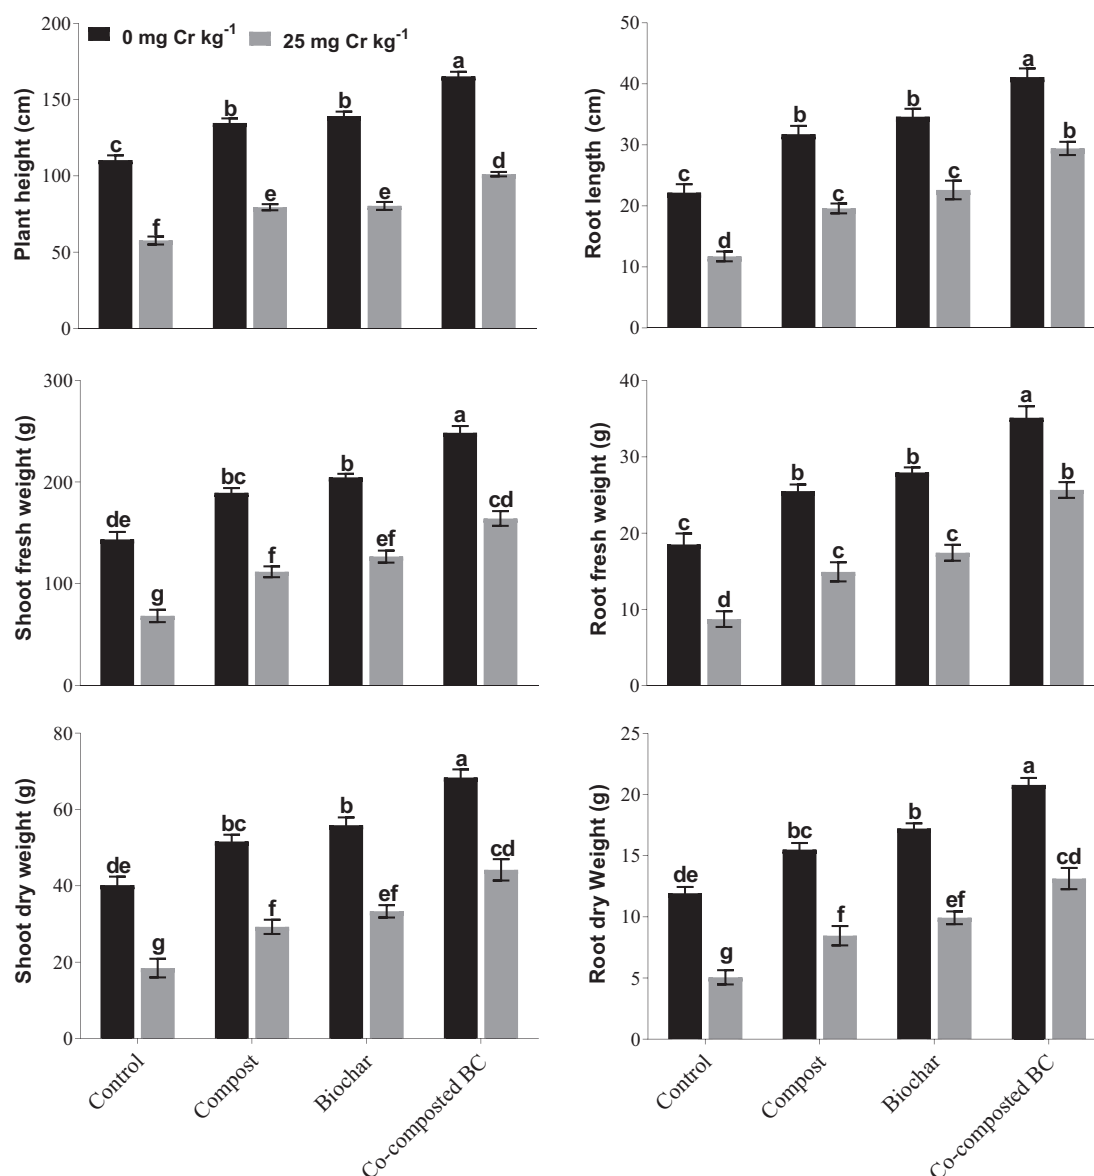 200
150
100
50
0
Plant height (cm)
0 mg Cr kg-1 25 mg Cr kg-1
c f b e b e a d
50
40
30
20
10
0
Root length (cm)
c d b c b c a b
300
200
100
0
Shoot fresh weight (g)
de g bc f b ef a cd
40
30
20
10
0
Root fresh weight (g)
c d b c b c a b
80
60
40
20
0
Shoot dry weight (g)
de g bc f b ef a cd
Control
Compost
Biochar
Co-composted BC
25
20
15
10
5
0
Root dry Weight (g)
de g bc f b ef a cd
Control
Compost
Biochar
Co-composted BC